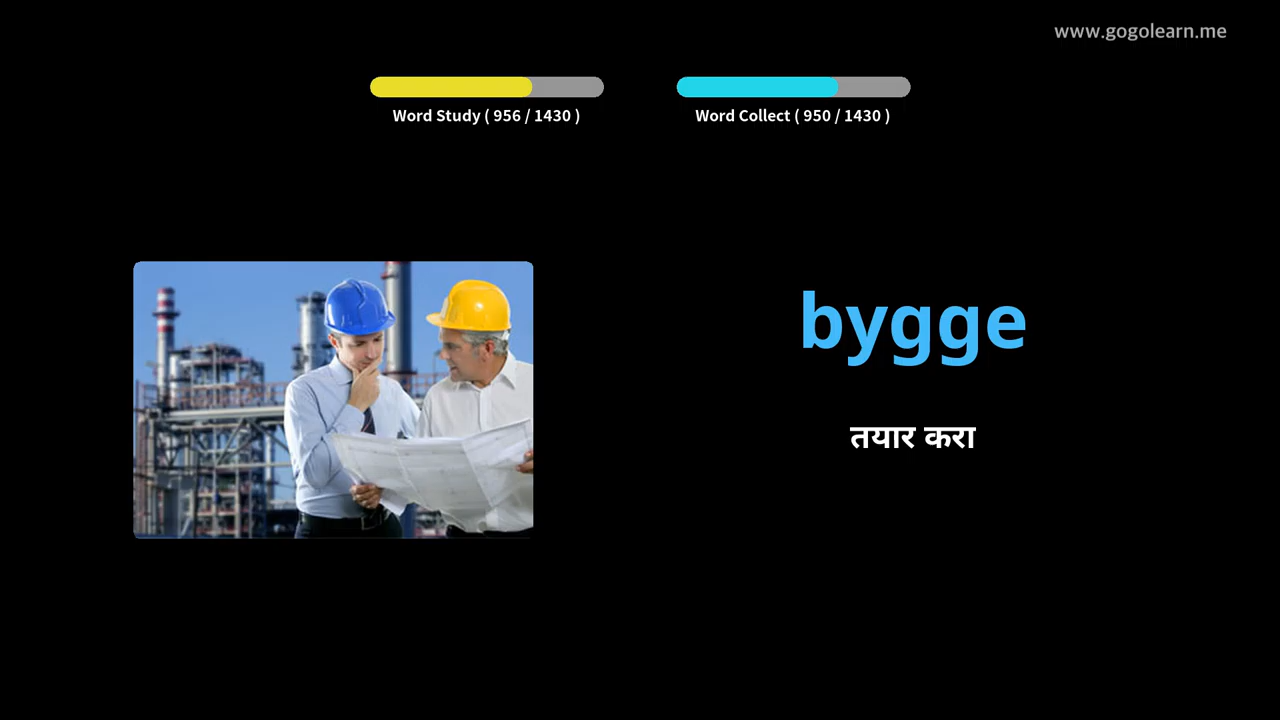 www.gogolearn.me
Word Study ( 956 / 1430 )
Word Collect ( 950 / 1430 )
bygge
तयार करा